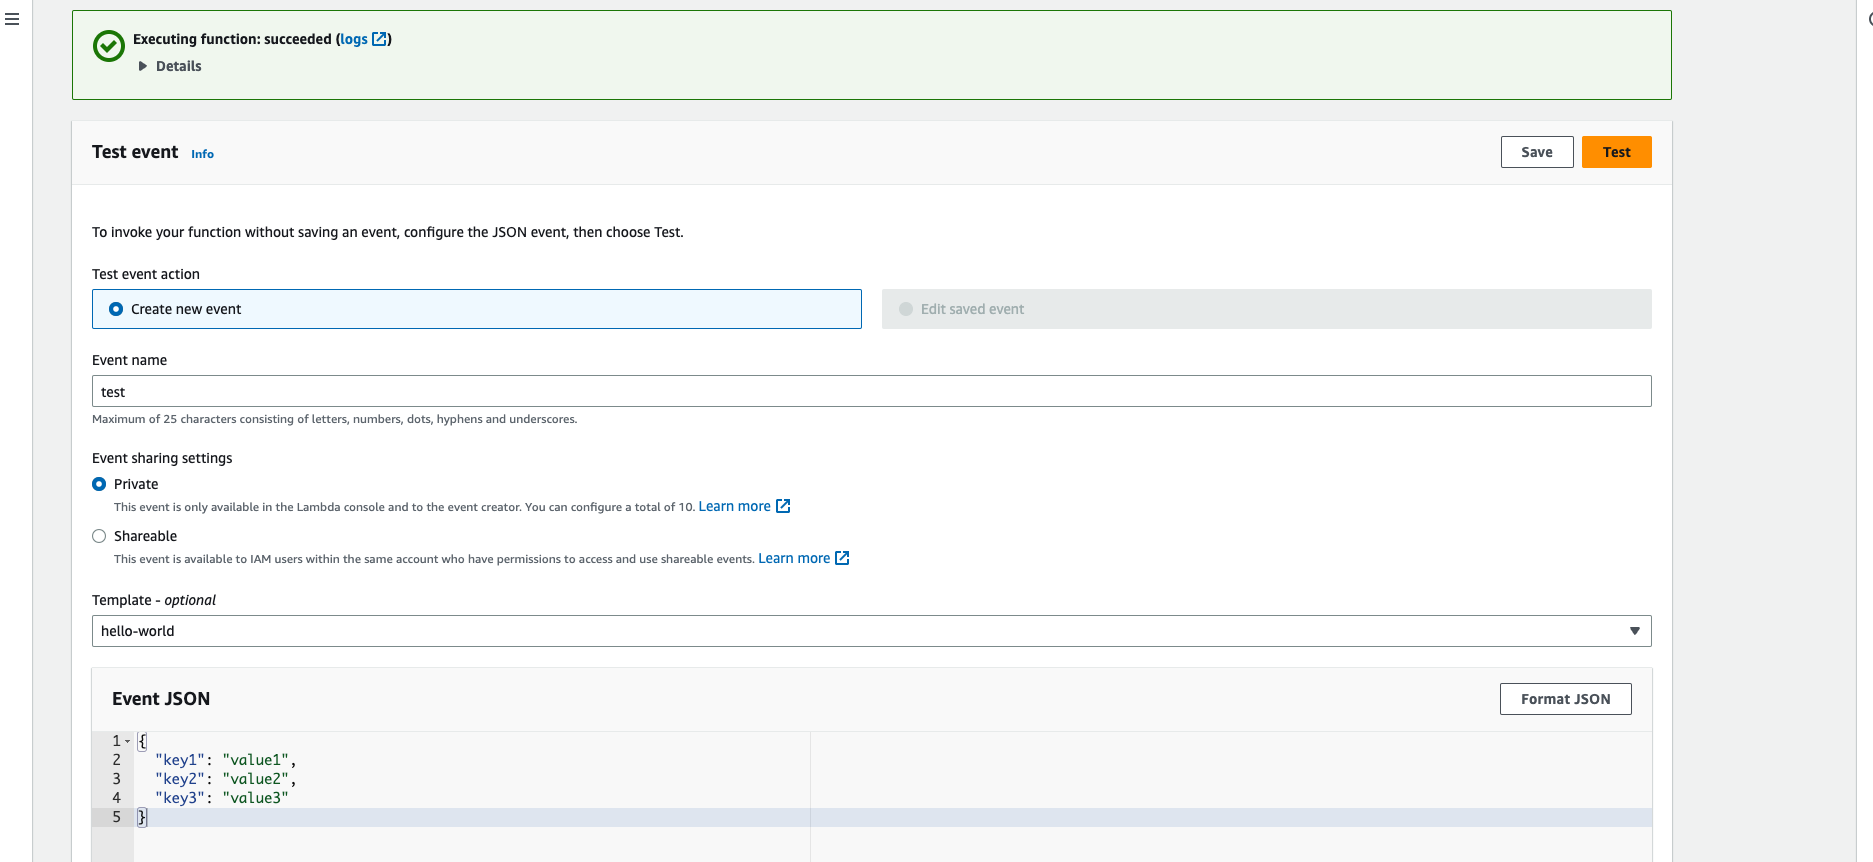 Executing function: succeeded (logs)
Details
Test event Info
Save
Test
To invoke your function without saving an event, configure the JSON event, then choose Test.
Test event action
Create new event
Edit saved event
Event name
test
Maximum of 25 characters consisting of letters, numbers, dots, hyphens and underscores.
Event sharing settings
Private
This event is only available in the Lambda console and to the event creator. You can configure a total of 10. Learn more
Shareable
This event is available to IAM users within the same account who have permissions to access and use shareable events. Learn more
Template - optional
hello-world
Event JSON
Format JSON
1 {
2 "key1": "value1",
3 "key2": "value2",
4 "key3": "value3"
5 }